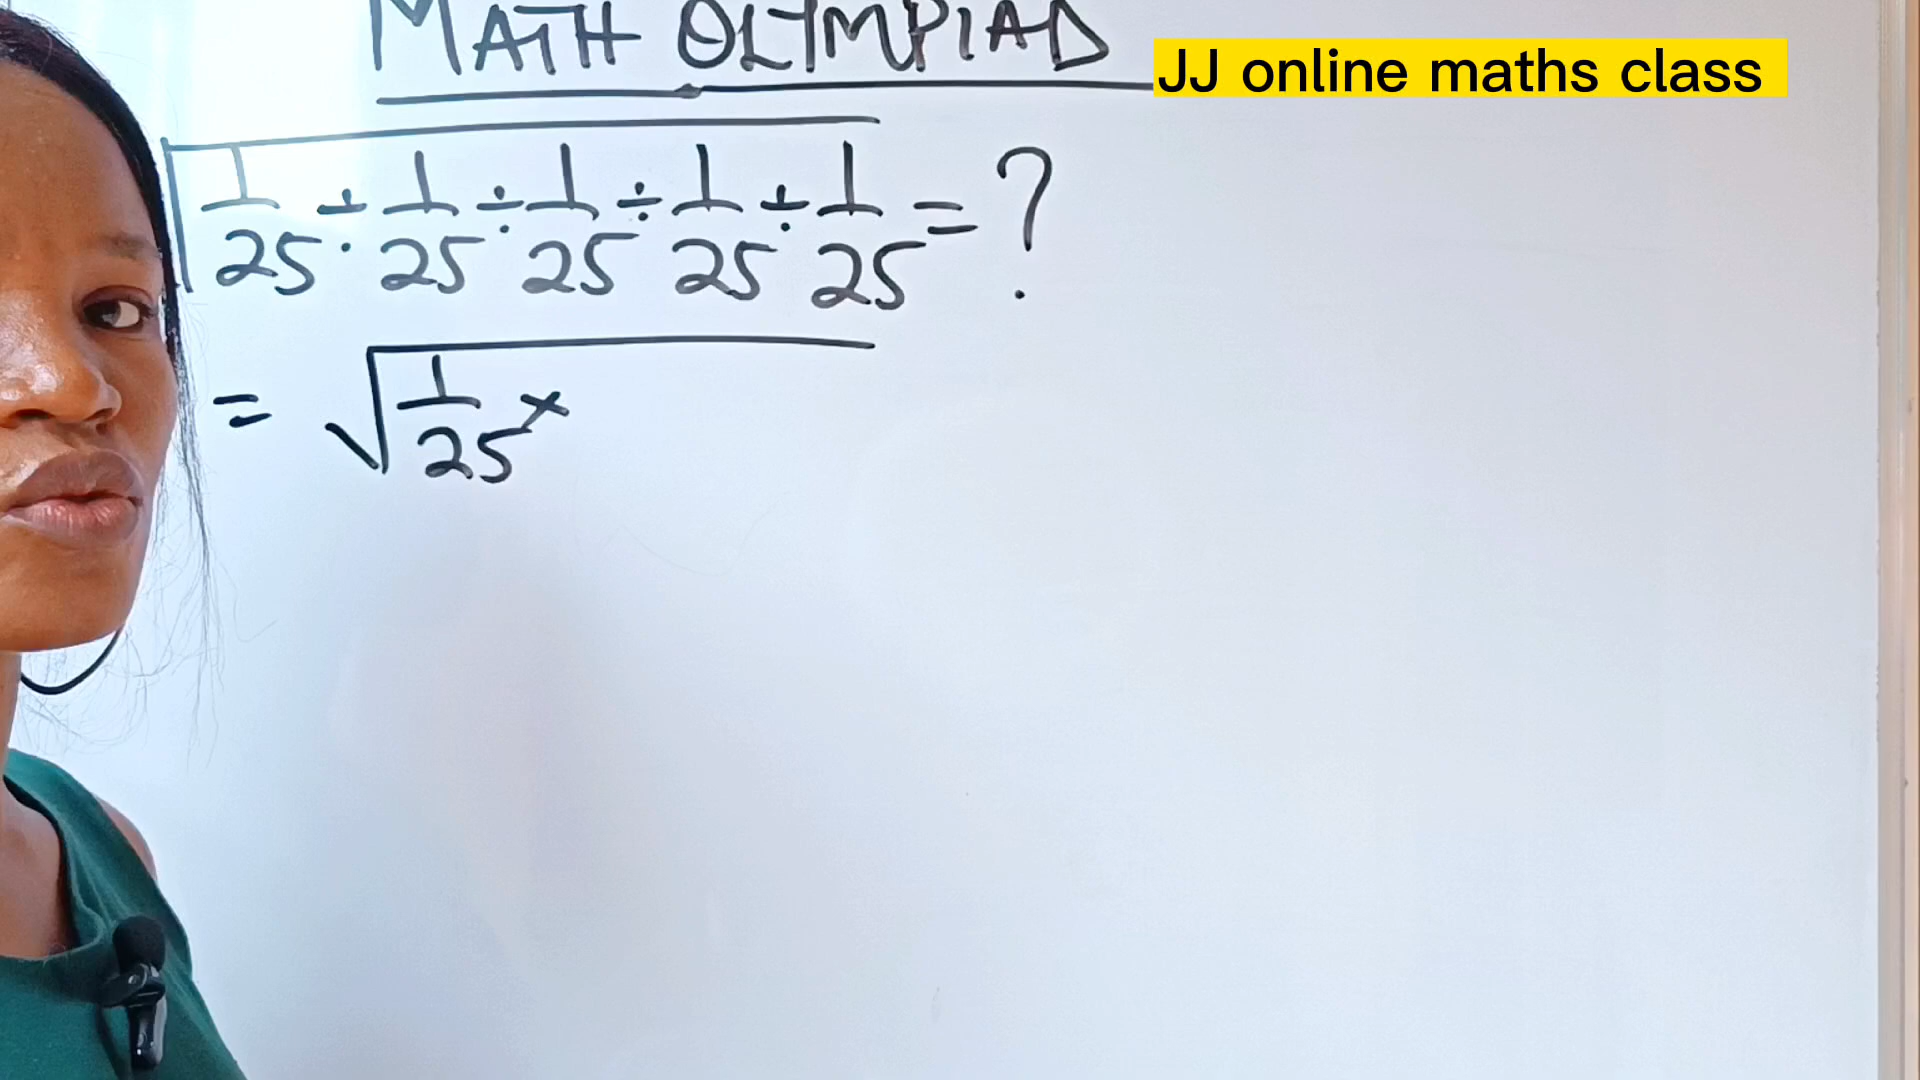 MATH OLYMPIAD
JJ online maths class
√1/25 ÷ 1/25 ÷ 1/25 ÷ 1/25 ÷ 1/25 = ?
= √1/25 ×